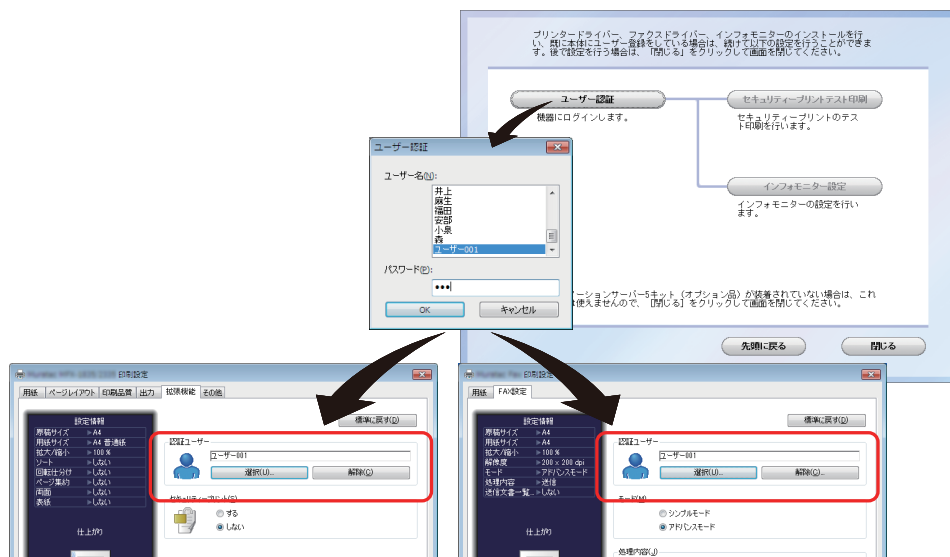 プリンタードライバー、ファクスドライバー、インフォモニターのインストールを行
い、既に本体にユーザー登録をしている場合は、続けて以下の設定を行うことができま
す。後で設定を行う場合は、「閉じる」をクリックして画面を閉じてください。
ユーザー認証
機器にログインします。
セキュリティープリントテスト印刷
セキュリティープリントのテス
ト印刷を行います。
インフォモニター設定
インフォモニターの設定を行い
ます。
ーションサーバー5キット（オプション品）が装着されていない場合は、これ
使えませんので、「閉じる」をクリックして画面を閉じてください。
先頭に戻る
閉じる
ユーザー認証
ユーザー名(N):
井上
麻生
福田
安部
小泉
森
ユーザー001
パスワード(P):
•••
OK
キャンセル
印刷設定
用紙
ページレイアウト
印刷品質
出力
拡張機能
その他
設定情報
原稿サイズ »A4
用紙サイズ »A4 普通紙
拡大/縮小 »100 %
ソート »しない
回転仕分け »しない
ページ集約 »しない
両面 »しない
表紙 »しない
仕上がり
標準に戻す(D)
認証ユーザー
ユーザー001
選択(U)...
解除(C)
セキュリティープリント(S)
する
しない
印刷設定
用紙
FAX設定
設定情報
原稿サイズ »A4
用紙サイズ »A4
拡大/縮小 »100 %
解像度 »200 x 200 dpi
モード »アドバンスモード
処理内容 »送信
送信文書一覧... »しない
仕上がり
標準に戻す(D)
認証ユーザー
ユーザー001
選択(U)...
解除(C)...
モード(M)
シンプルモード
アドバンスモード
処理内容(J)